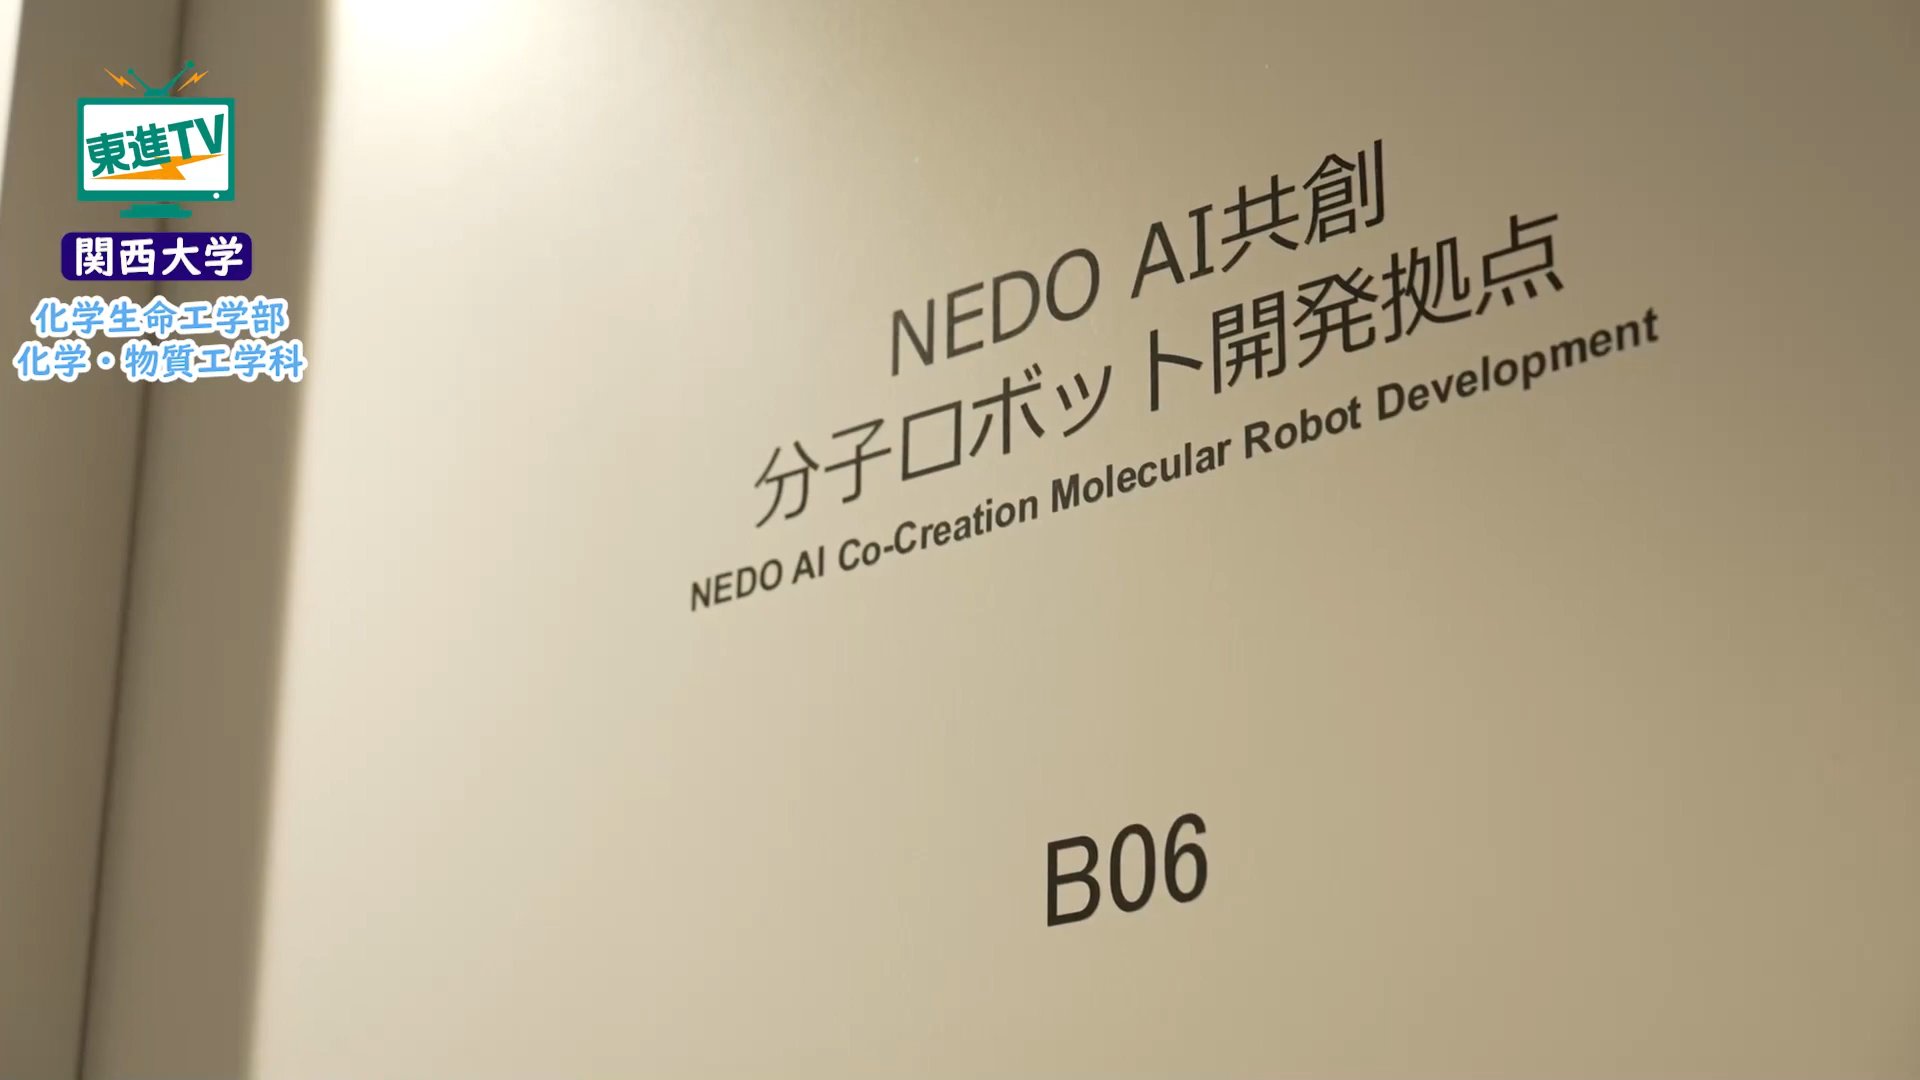 東進TV
関西大学
化学生命工学部
化学・物質工学科
NEDO AI共創
分子ロボット開発拠点
NEDO AI Co-Creation Molecular Robot Development
B06